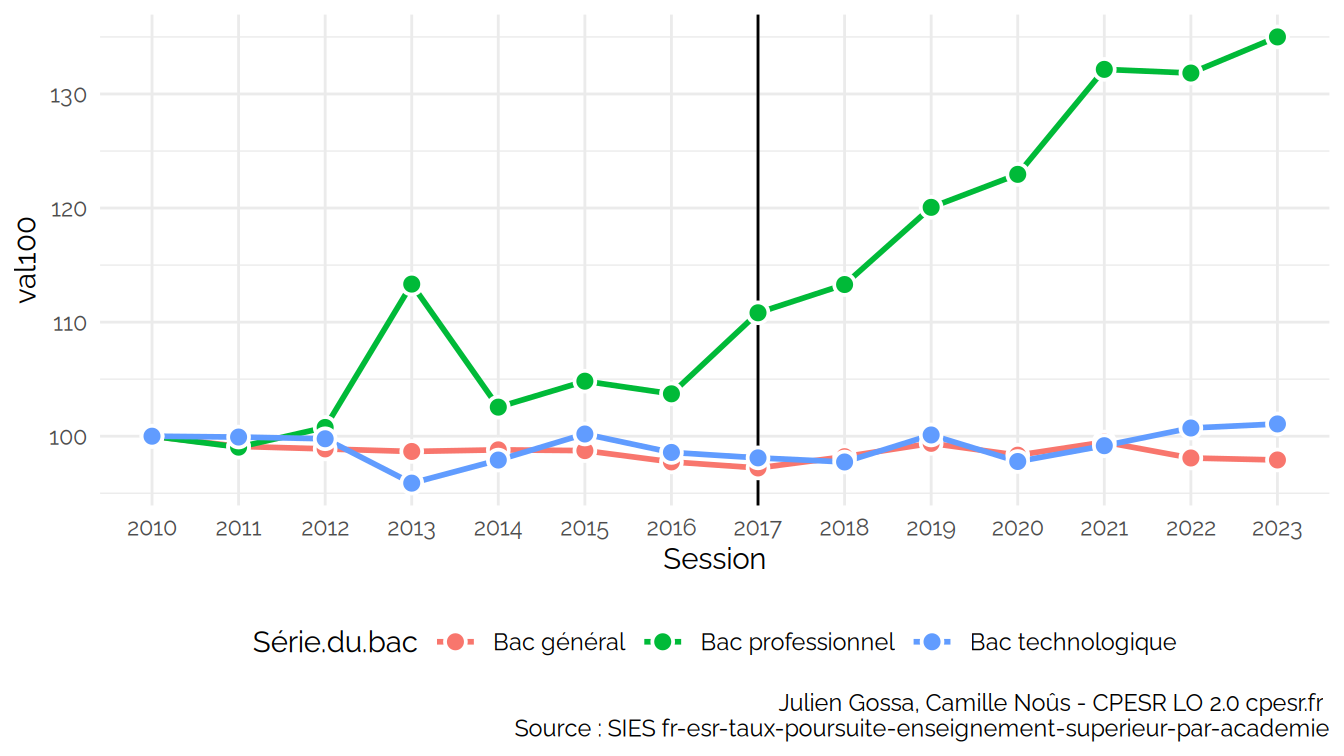 130
120
110
100
val100
2010 2011 2012 2013 2014 2015 2016 2017 2018 2019 2020 2021 2022 2023
Session
Série.du.bac Bac général Bac professionnel Bac technologique
Julien Gossa, Camille Noûs - CPESR LO 2.0 cpesr.fr
Source : SIES fr-esr-taux-poursuite-enseignement-superieur-par-academie